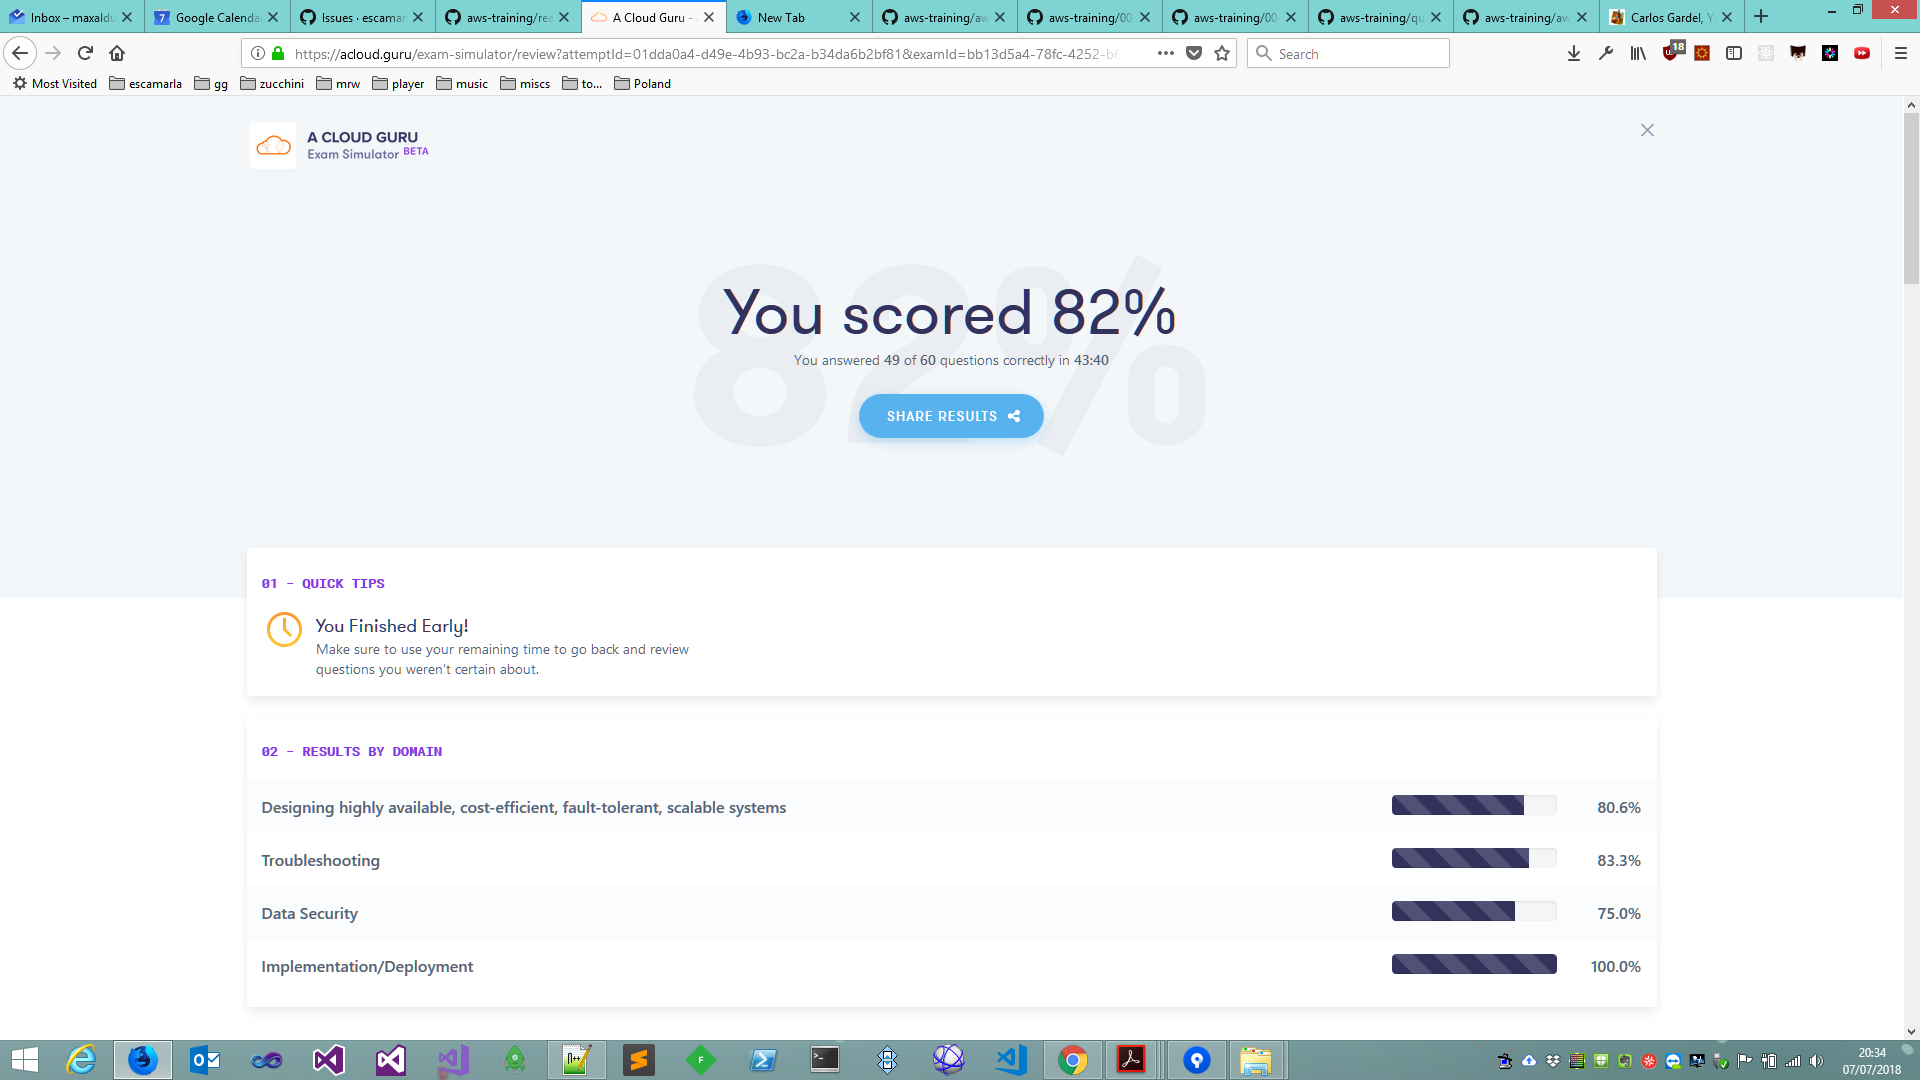 Inbox – maxaldu
Google Calenda
Issues · escamar
aws-training/rea
A Cloud Guru -
New Tab
aws-training/aw
aws-training/00
aws-training/00
aws-training/qu
aws-training/aw
Carlos Gardel, Y
https://acloud.guru/exam-simulator/review?attemptId=01dda0a4-d49e-4b93-bc2a-b34da6b2bf81&examId=bb13d5a4-78fc-4252-b6
Search
18
Most Visited
escamarla
gg
zucchini
mrw
player
music
miscs
to...
Poland
A CLOUD GURU
Exam Simulator BETA
82%
You scored 82%
You answered 49 of 60 questions correctly in 43:40
SHARE RESULTS
01 - QUICK TIPS
You Finished Early!
Make sure to use your remaining time to go back and review
questions you weren't certain about.
02 - RESULTS BY DOMAIN
Designing highly available, cost-efficient, fault-tolerant, scalable systems
80.6%
Troubleshooting
83.3%
Data Security
75.0%
Implementation/Deployment
100.0%
20:34
07/07/2018